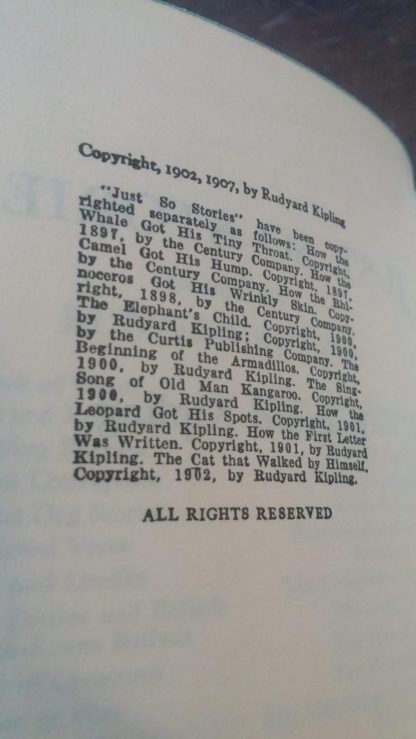 Copyright, 1902, 1907, by Rudyard Kipling
"Just So Stories" have been copy-
righted separately as follows: How the
Whale Got His Tiny Throat. Copyright,
1897, by the Century Company. How the
Camel Got His Hump. Copyright, 1897,
by the Century Company. How the Rhi-
noceros Got His Wrinkly Skin. Copy-
right, 1898, by the Century Company.
The Elephant's Child. Copyright, 1900,
by Rudyard Kipling; Copyright, 1900,
by the Curtis Publishing Company. The
Beginning of the Armadillos. Copyright,
1900, by Rudyard Kipling. The Sing-
Song of Old Man Kangaroo. Copyright,
1900, by Rudyard Kipling. How the
Leopard Got His Spots. Copyright, 1901,
by Rudyard Kipling. How the First Letter
Was Written. Copyright, 1901, by Rudyard
Kipling. The Cat that Walked by Himself.
Copyright, 1902, by Rudyard Kipling.
ALL RIGHTS RESERVED